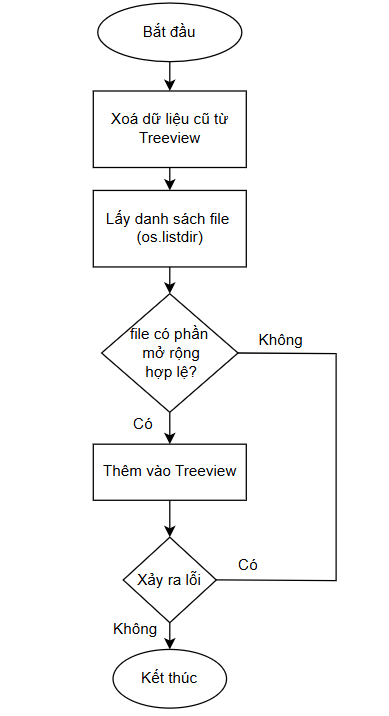 Bắt đầu
Xoá dữ liệu cũ từ
Treeview
Lấy danh sách file
(os.listdir)
file có phần
mở rộng
hợp lệ?
Không
Có
Thêm vào Treeview
Xảy ra lỗi
Có
Không
Kết thúc